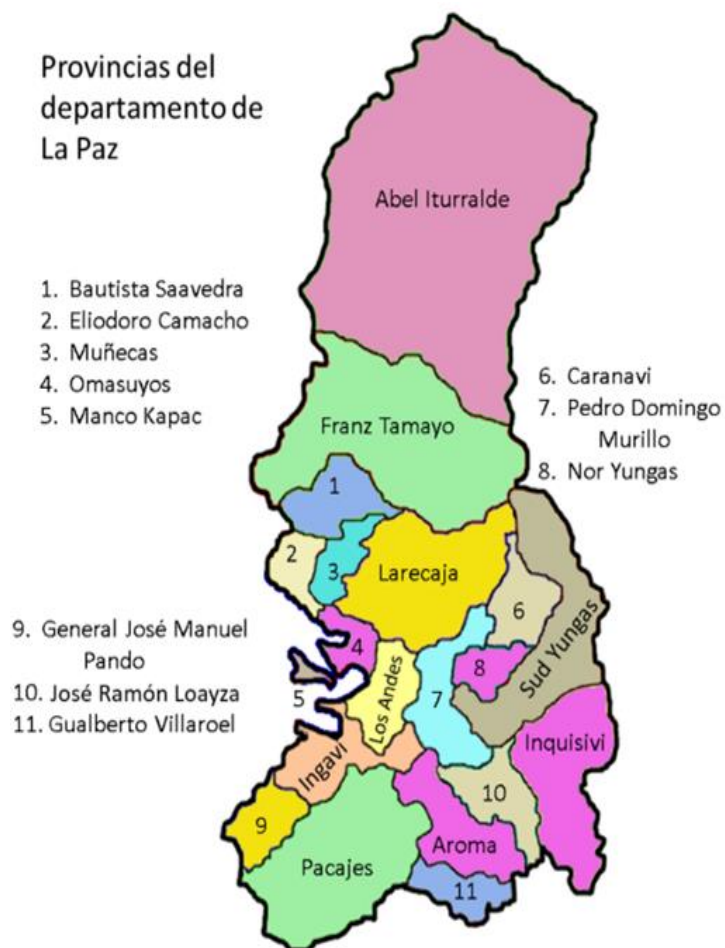 Provincias del
departamento de
La Paz
Abel Iturralde
1. Bautista Saavedra
2. Eliodoro Camacho
3. Muñecas
4. Omasuyos
5. Manco Kapac
6. Caranavi
7. Pedro Domingo
Murillo
8. Nor Yungas
Franz Tamayo
1
2
3
Larecaja
6
Sud Yungas
9. General José Manuel
Pando
10. José Ramón Loayza
11. Gualberto Villaroel
4
5
Los Andes
7
8
Ingavi
Inquisivi
9
10
Pacajes
Aroma
11